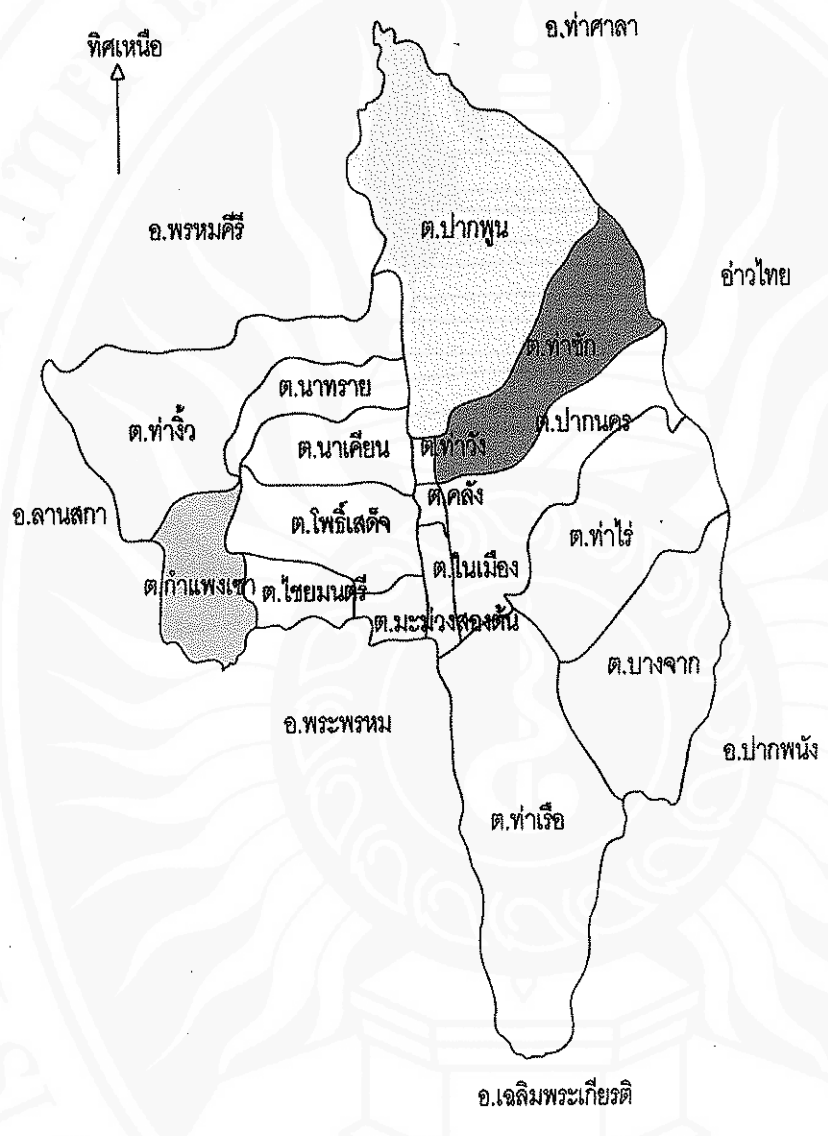 อ.ท่าศาลา
ทิศเหนือ
อ.พรหมคีรี
ต.ปากพูน
อ่าวไทย
ต.ท่าซัก
ต.นาทราย
ต.ปากนคร
ต.ท่างิ้ว
ต.นาเคียน
ต.ท่าวัง
ต.คลัง
อ.ลานสกา
ต.โพธิ์เสด็จ
ต.ท่าไร่
ต.ในเมือง
ต.กำแพงเซา
ต.ไชยมนตรี
ต.มะม่วงสองต้น
ต.บางจาก
อ.พระพรหม
อ.ปากพนัง
ต.ท่าเรือ
อ.เฉลิมพระเกียรติ